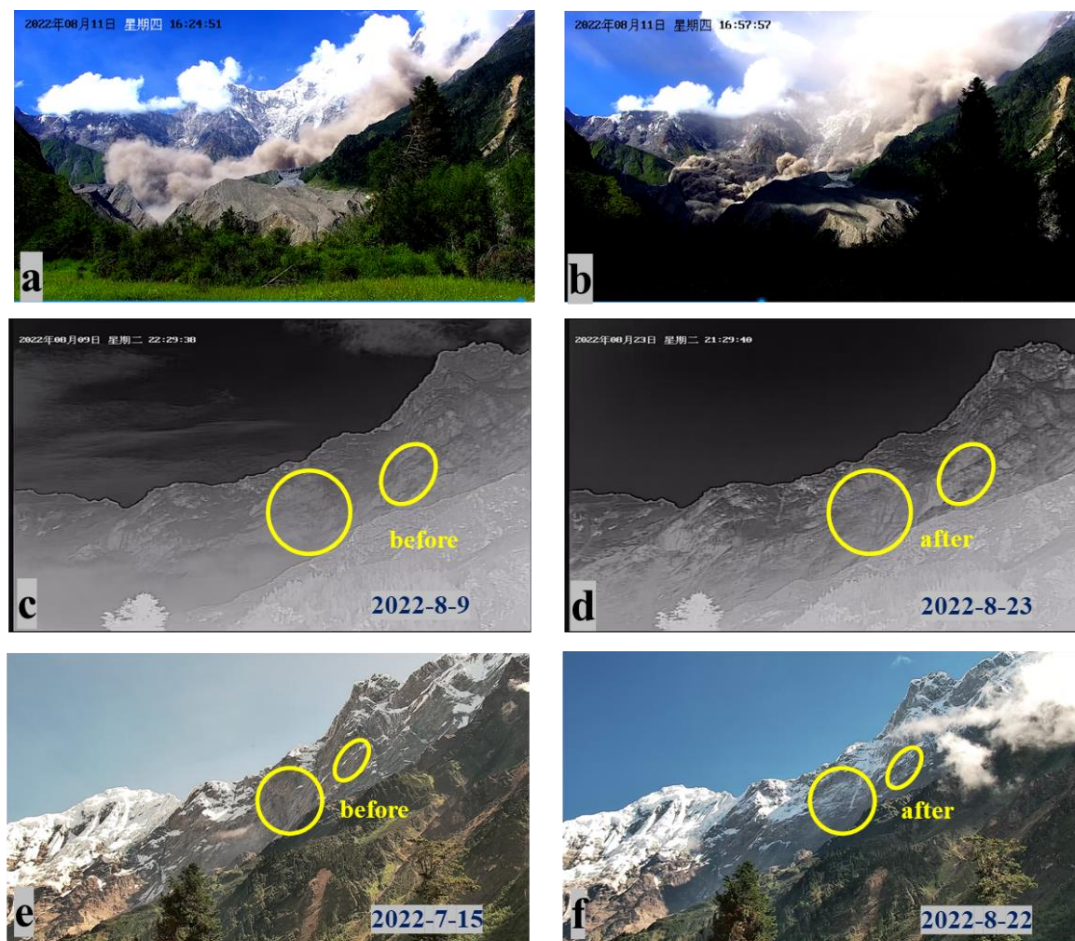 2022年08月11日 星期四 16:24:51
a
2022年08月11日 星期四 16:57:57
b
2022年08月09日 星期二 22:29:38
before
c
2022-8-9
2022年08月23日 星期二 21:29:40
after
d
2022-8-23
before
e
2022-7-15
after
f
2022-8-22